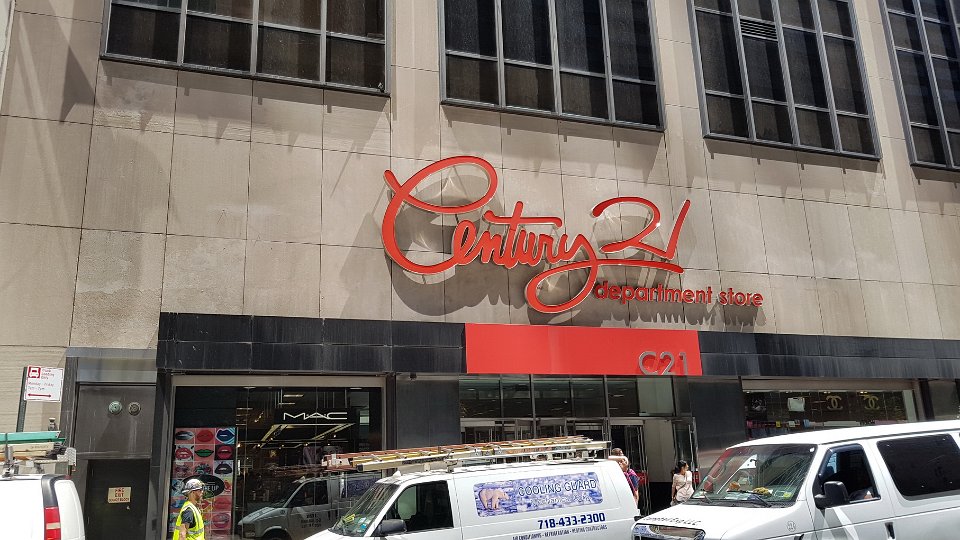 Century 21
department store
C21
MAC
COOLING GUARD
718-433-2300